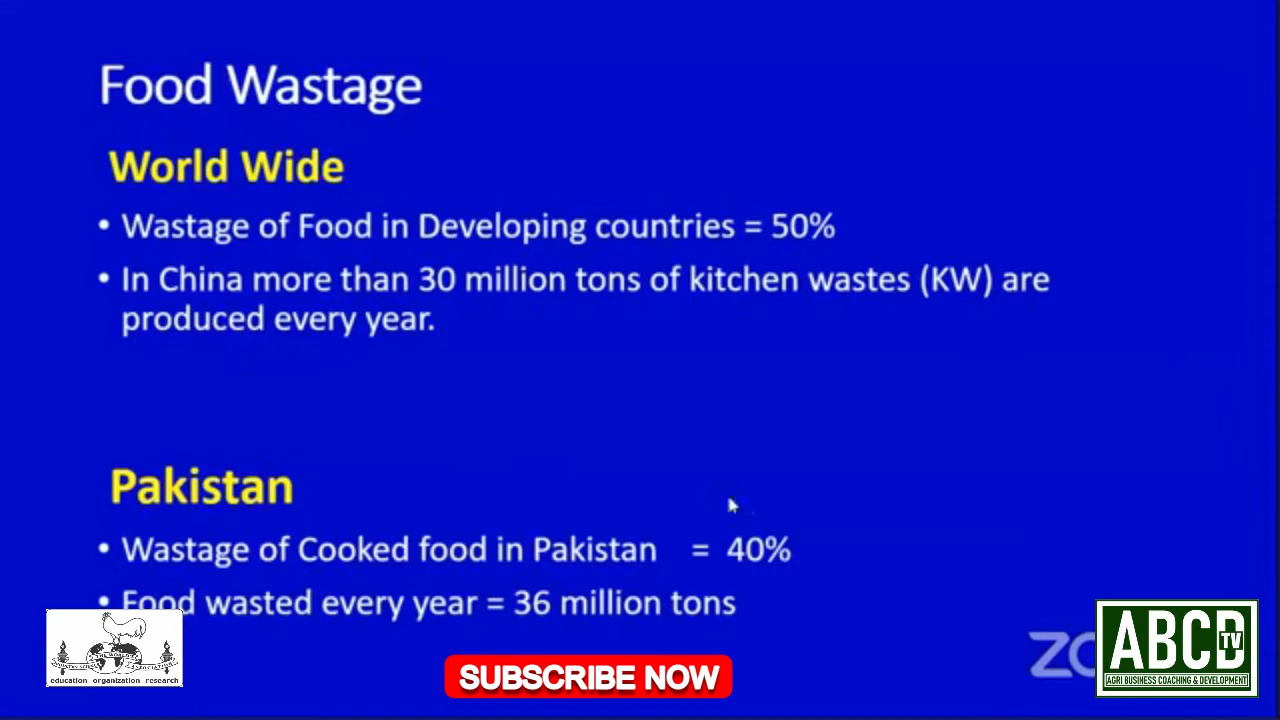 Food Wastage
World Wide
• Wastage of Food in Developing countries = 50%
• In China more than 30 million tons of kitchen wastes (KW) are
produced every year.
Pakistan
• Wastage of Cooked food in Pakistan = 40%
• Food wasted every year = 36 million tons
education organization research
SUBSCRIBE NOW
ABCD
TV
AGRI BUSINESS COACHING & DEVELOPMENT